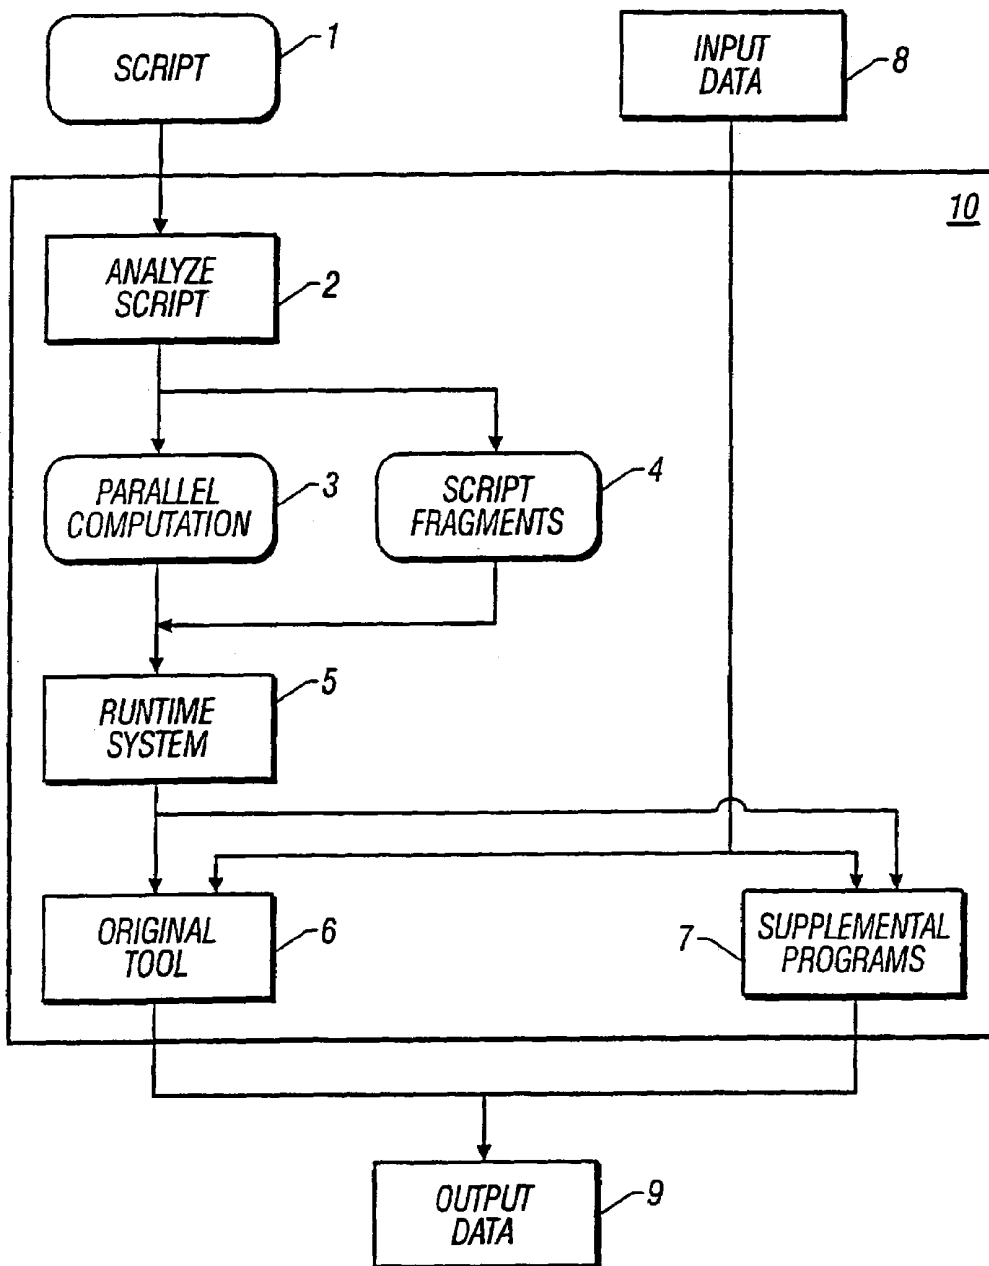 SCRIPT
1
INPUT
DATA
8
10
ANALYZE
SCRIPT
2
PARALLEL
COMPUTATION
3
SCRIPT
FRAGMENTS
4
RUNTIME
SYSTEM
5
ORIGINAL
TOOL
6
7
SUPPLEMENTAL
PROGRAMS
OUTPUT
DATA
9